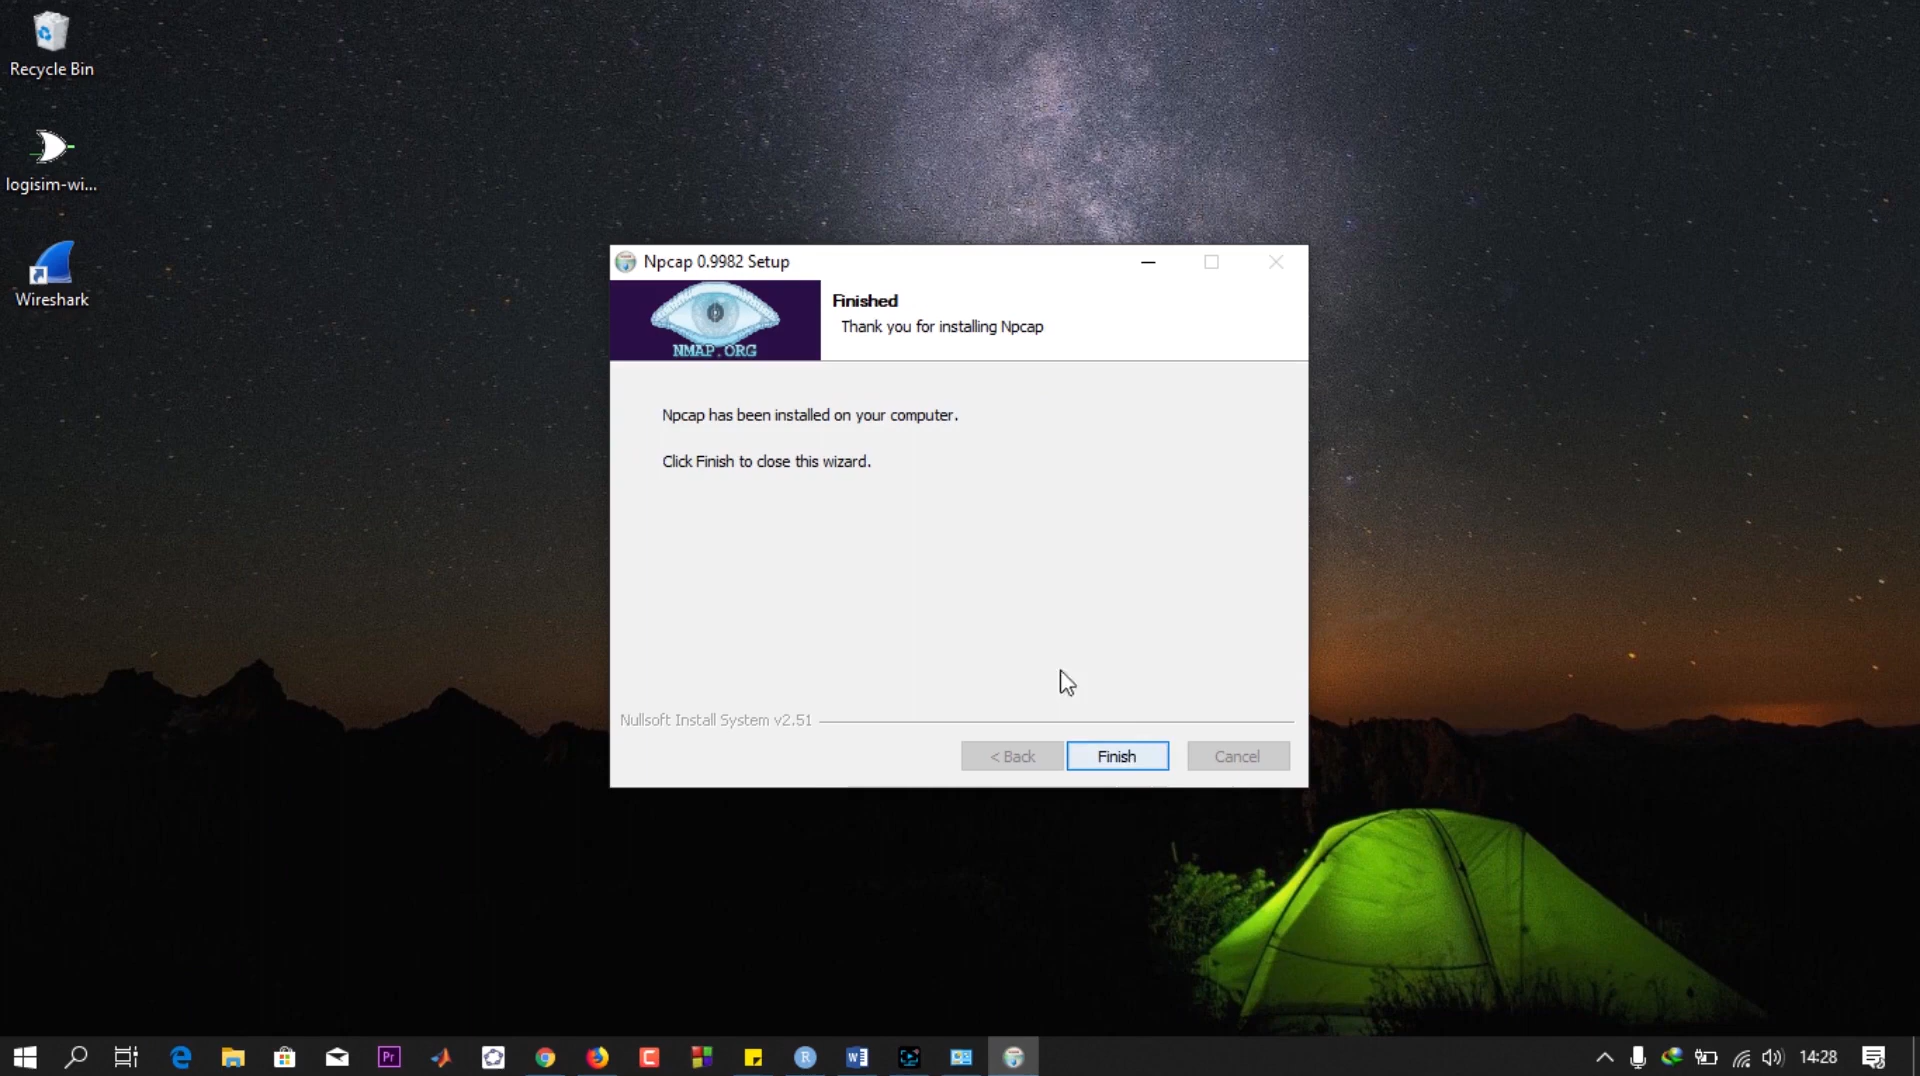 Recycle Bin
logisim-wi...
Wireshark
Npcap 0.9982 Setup
NMAP.ORG
Finished
Thank you for installing Npcap
Npcap has been installed on your computer.
Click Finish to close this wizard.
Nullsoft Install System v2.51
< Back
Finish
Cancel
Pr
C
R
W
14:28